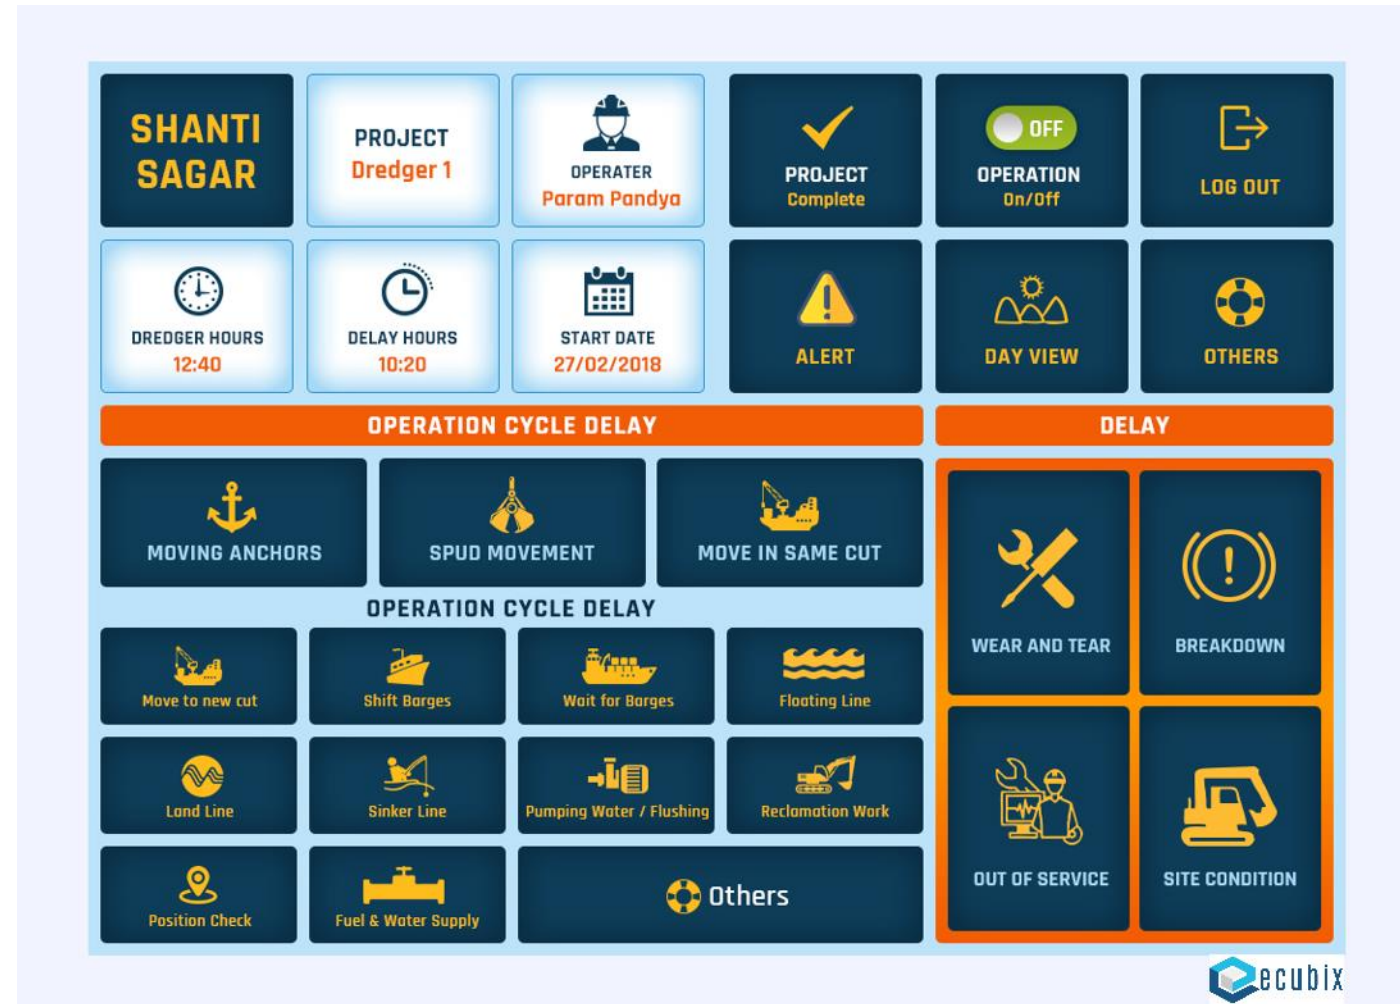 SHANTI
SAGAR
PROJECT
Dredger 1
OPERATER
Param Pandya
PROJECT
Complete
OFF
OPERATION
On/Off
LOG OUT
DREDGER HOURS
12:40
DELAY HOURS
10:20
START DATE
27/02/2018
ALERT
DAY VIEW
OTHERS
OPERATION CYCLE DELAY
DELAY
MOVING ANCHORS
SPUD MOVEMENT
MOVE IN SAME CUT
OPERATION CYCLE DELAY
Move to new cut
Shift Barges
Wait for Barges
Floating Line
Land Line
Sinker Line
Pumping Water / Flushing
Reclamation Work
Position Check
Fuel & Water Supply
Others
WEAR AND TEAR
BREAKDOWN
OUT OF SERVICE
SITE CONDITION
ecubix